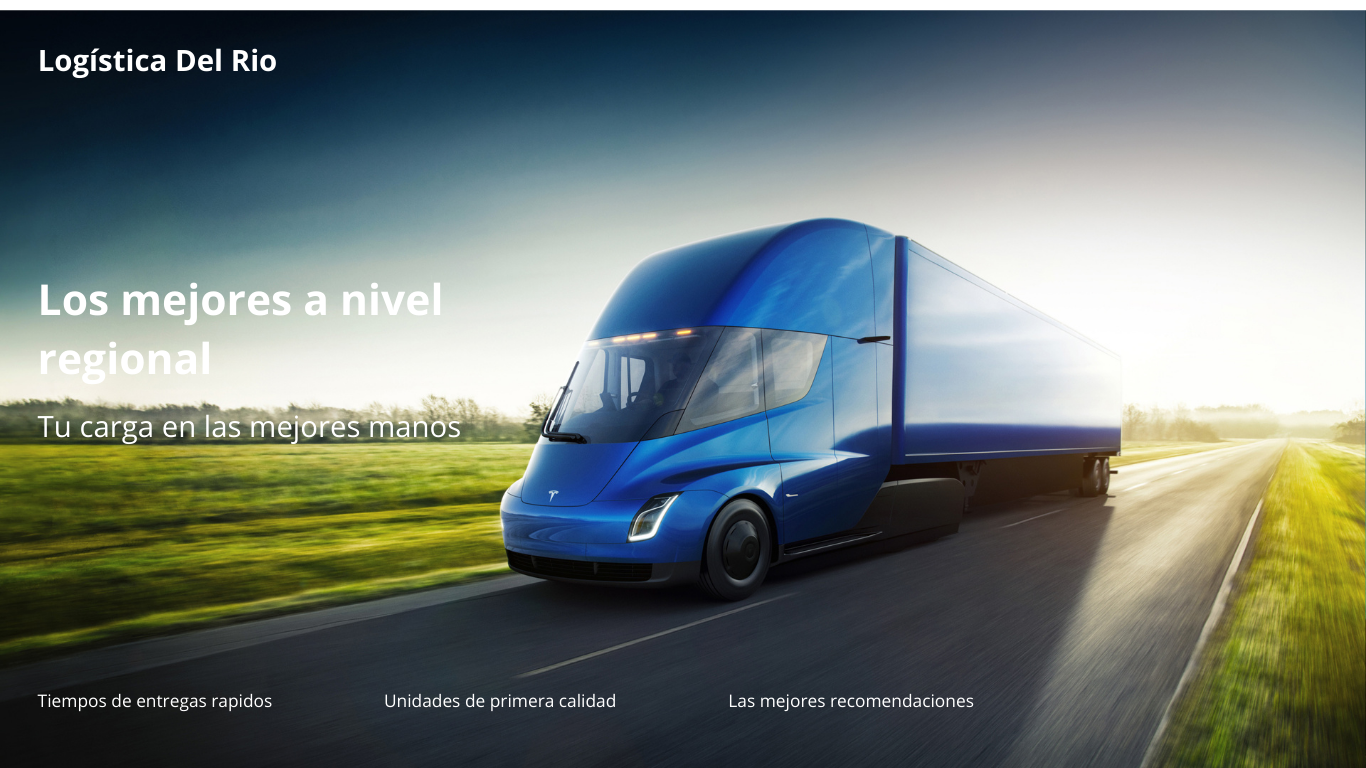 Logística Del Rio
Los mejores a nivel
regional
Tu carga en las mejores manos
Tiempos de entregas rapidos
Unidades de primera calidad
Las mejores recomendaciones